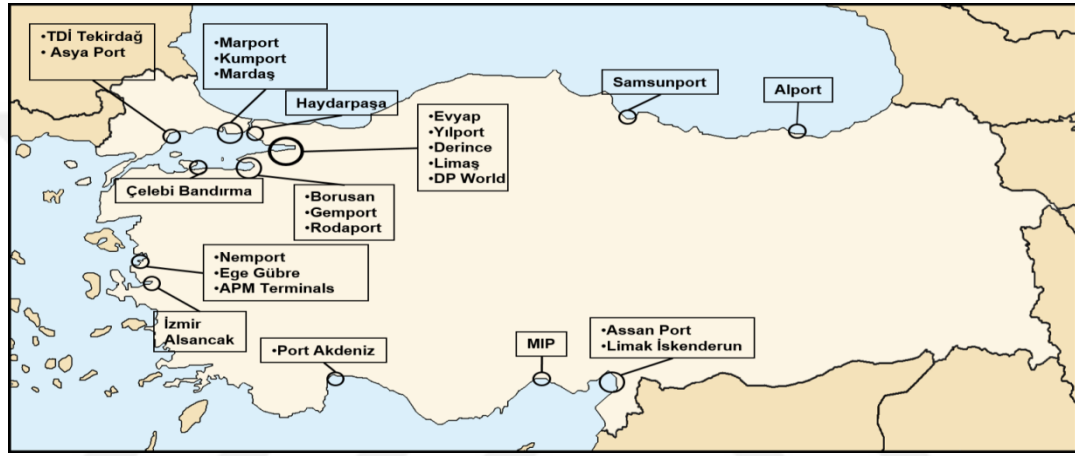 •TDİ Tekirdağ
• Asya Port
•Marport
•Kumport
•Mardaş
Haydarpaşa
•Evyap
•Yılport
•Derince
•Limaş
•DP World
Samsunport
Alport
Çelebi Bandırma
•Borusan
•Gemport
•Rodaport
•Nemport
•Ege Gübre
•APM Terminals
İzmir
Alsancak
•Port Akdeniz
MIP
•Assan Port
•Limak İskenderun